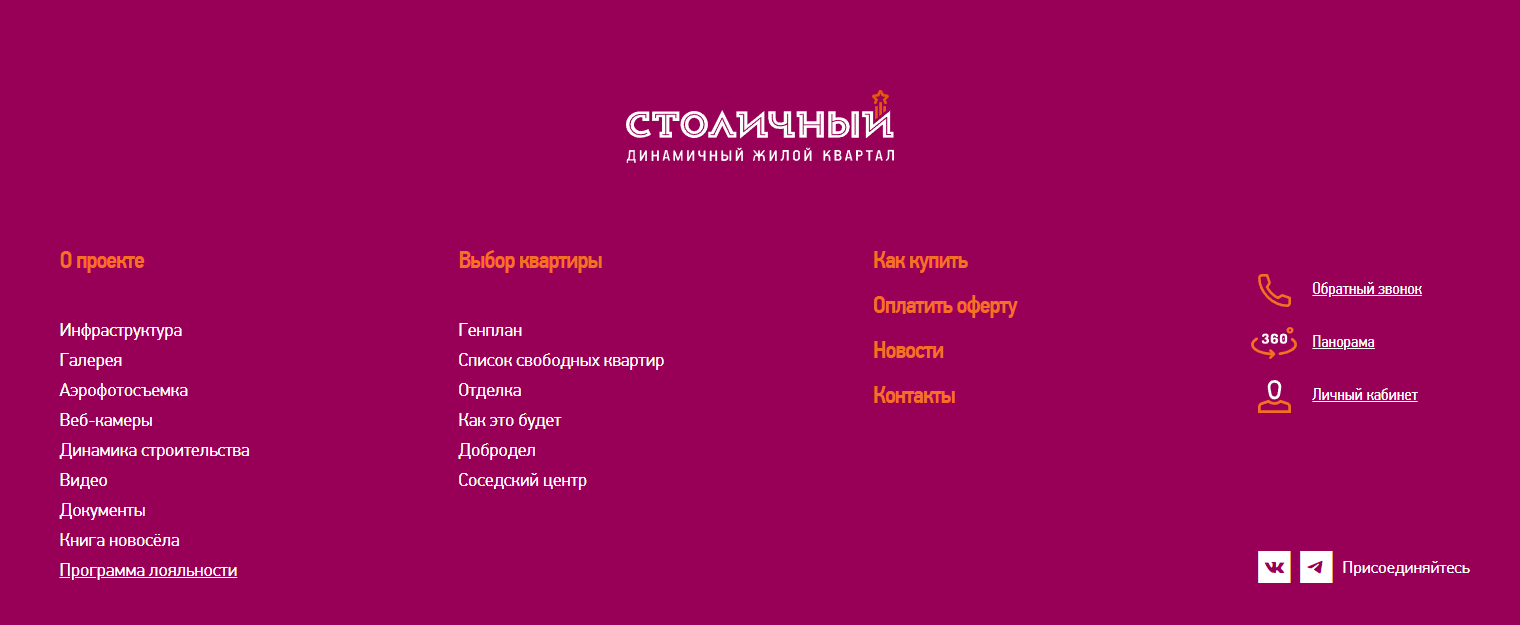 СТОЛИЧНЫЙ
ДИНАМИЧНЫЙ ЖИЛОЙ КВАРТАЛ
О проекте
Инфраструктура
Галерея
Аэрофотосъемка
Веб-камеры
Динамика строительства
Видео
Документы
Книга новосёла
Программа лояльности
Выбор квартиры
Генплан
Список свободных квартир
Отделка
Как это будет
Добродел
Соседский центр
Как купить
Оплатить оферту
Новости
Контакты
Обратный звонок
360° Панорама
Личный кабинет
Присоединяйтесь